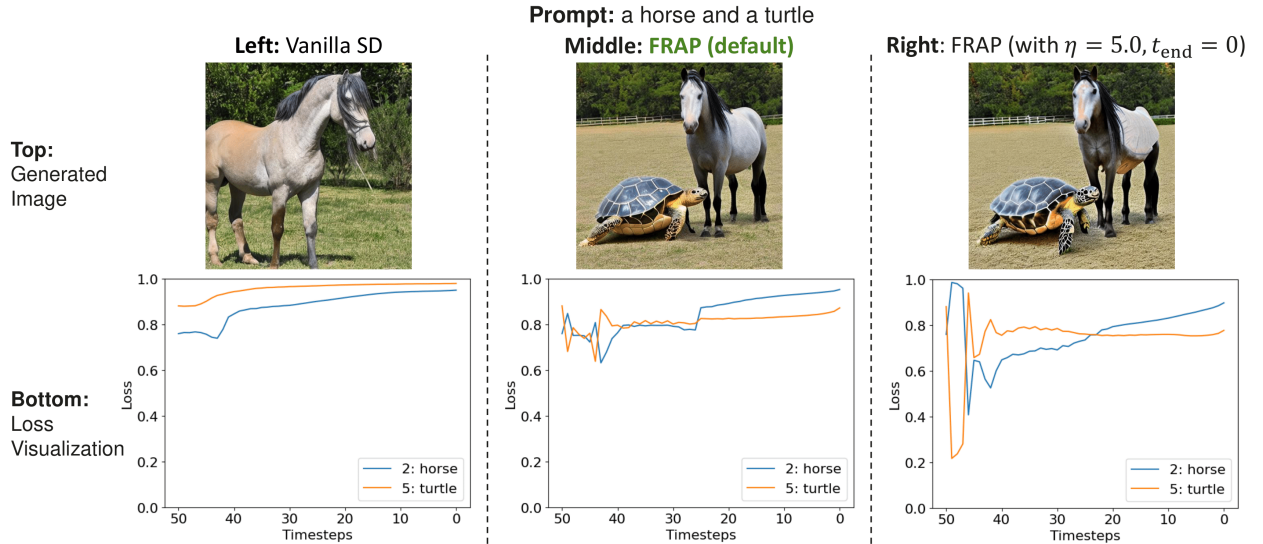 Prompt: a horse and a turtle
Left: Vanilla SD
Middle: FRAP (default)
Right: FRAP (with η = 5.0, t_end = 0)
Top:
Generated
Image
Bottom:
Loss
Visualization
Loss
1.0
0.8
0.6
0.4
0.2
0.0
50
40
30
20
10
0
Timesteps
2: horse
5: turtle
Loss
1.0
0.8
0.6
0.4
0.2
0.0
50
40
30
20
10
0
Timesteps
2: horse
5: turtle
Loss
1.0
0.8
0.6
0.4
0.2
0.0
50
40
30
20
10
0
Timesteps
2: horse
5: turtle